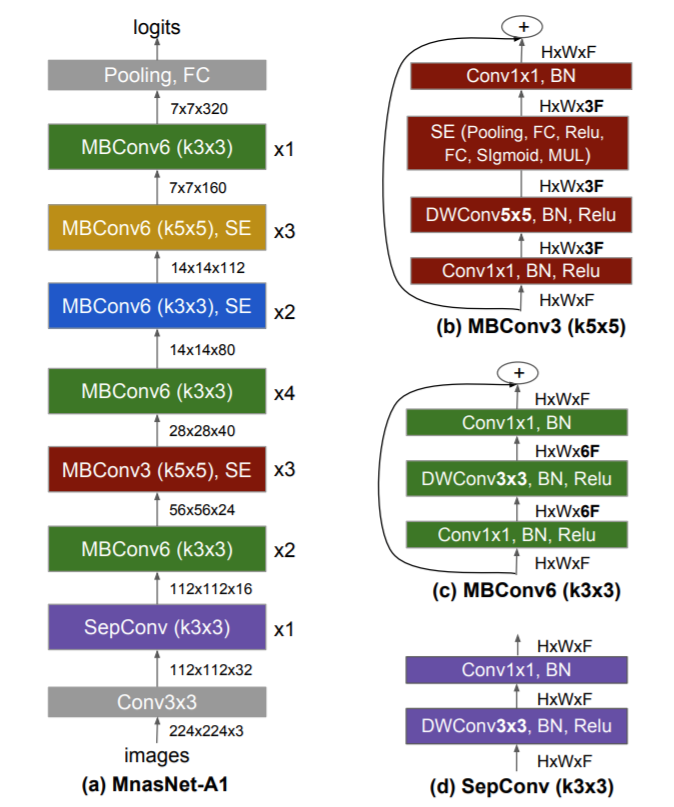 logits
Pooling, FC
7x7x320
MBConv6 (k3x3)
x1
7x7x160
MBConv6 (k5x5), SE
x3
14x14x112
MBConv6 (k3x3), SE
x2
14x14x80
MBConv6 (k3x3)
x4
28x28x40
MBConv3 (k5x5), SE
x3
56x56x24
MBConv6 (k3x3)
x2
112x112x16
SepConv (k3x3)
x1
112x112x32
Conv3x3
224x224x3
images
(a) MnasNet-A1
+
HxWxF
Conv1x1, BN
HxWx3F
SE (Pooling, FC, Relu,
FC, SIgmoid, MUL)
HxWx3F
DWConv5x5, BN, Relu
HxWx3F
Conv1x1, BN, Relu
HxWxF
(b) MBConv3 (k5x5)
+
HxWxF
Conv1x1, BN
HxWx6F
DWConv3x3, BN, Relu
HxWx6F
Conv1x1, BN, Relu
HxWxF
(c) MBConv6 (k3x3)
HxWxF
Conv1x1, BN
HxWxF
DWConv3x3, BN, Relu
HxWxF
(d) SepConv (k3x3)